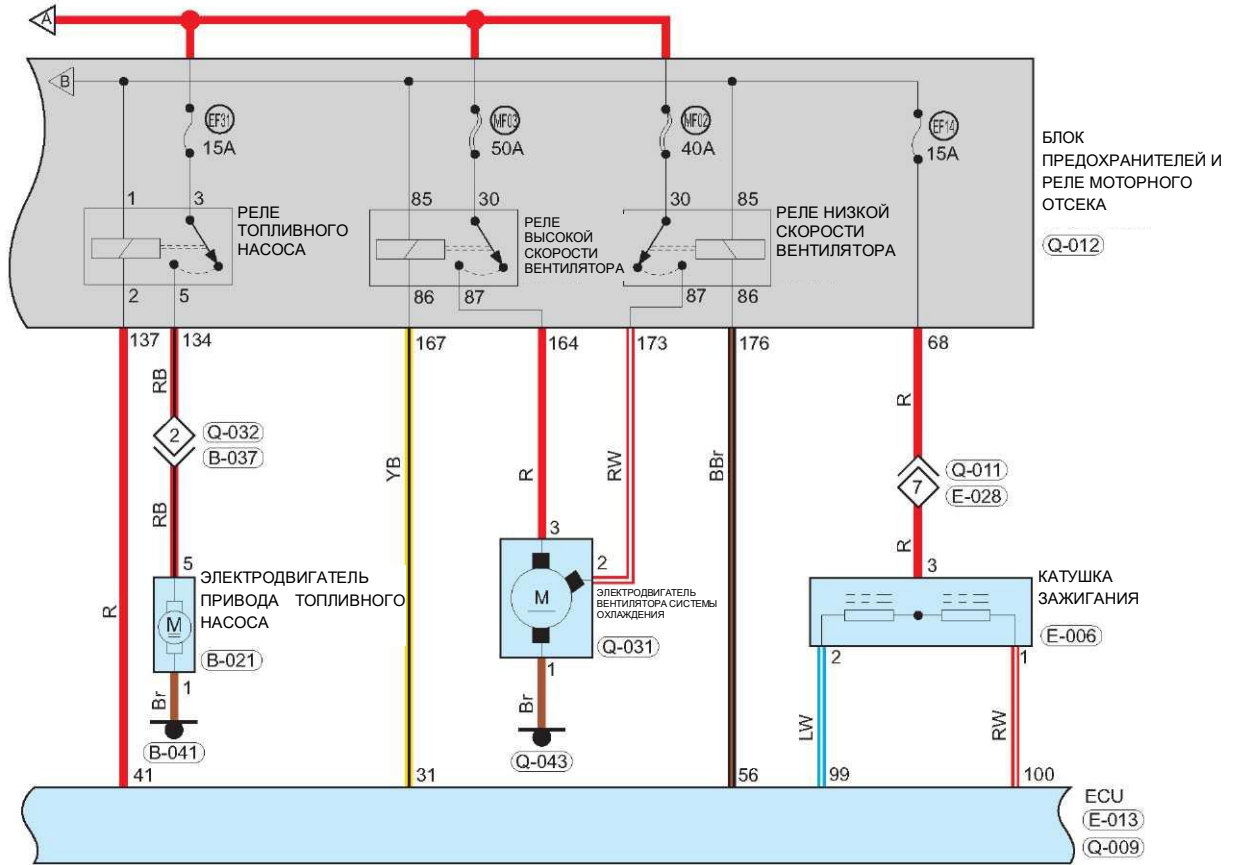 A
B
EF31
15A
MF03
50A
MF02
40A
EF14
15A
БЛОК
ПРЕДОХРАНИТЕЛЕЙ И
РЕЛЕ МОТОРНОГО
ОТСЕКА
Q-012
1
3
РЕЛЕ
ТОПЛИВНОГО
НАСОСА
2
5
85
30
РЕЛЕ
ВЫСОКОЙ
СКОРОСТИ
ВЕНТИЛЯТОРА
86
87
30
85
РЕЛЕ НИЗКОЙ
СКОРОСТИ
ВЕНТИЛЯТОРА
87
86
137
134
167
164
173
176
68
RB
2
Q-032
B-037
RB
R
YB
R
RW
BBr
R
Q-011
7
E-028
R
5
ЭЛЕКТРОДВИГАТЕЛЬ
ПРИВОДА ТОПЛИВНОГО
НАСОСА
M
B-021
1
Br
B-041
3
2
M
ЭЛЕКТРОДВИГАТЕЛЬ
ВЕНТИЛЯТОРА СИСТЕМЫ
ОХЛАЖДЕНИЯ
Q-031
1
Br
Q-043
3
КАТУШКА
ЗАЖИГАНИЯ
E-006
2
1
LW
RW
41
31
56
99
100
ECU
E-013
Q-009